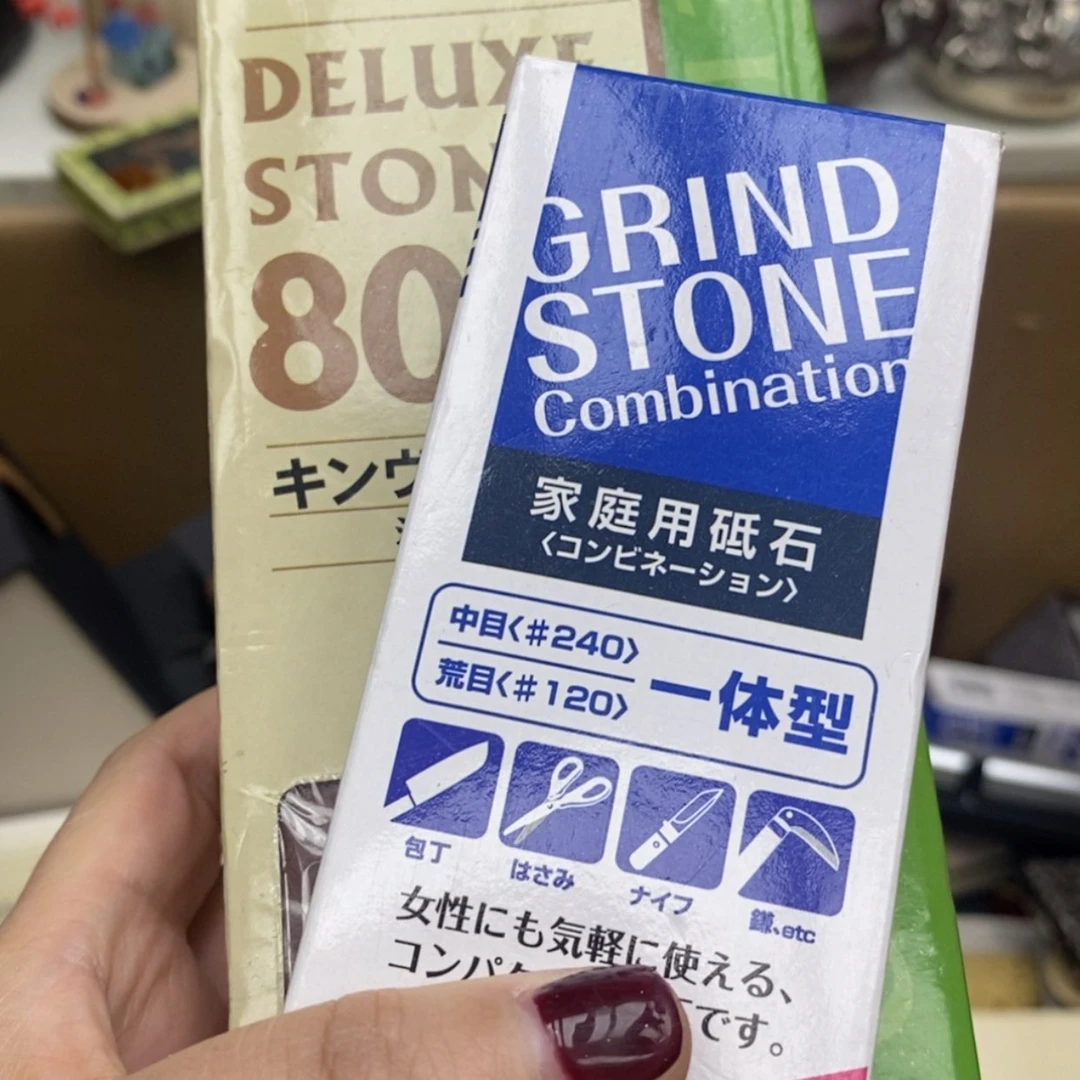 DELUXE
STON
80
キンヴ
GRIND
STONE
Combination
家庭用砥石
〈コンビネーション〉
中目〈#240〉
荒目〈#120〉
一体型
包丁
はさみ
ナイフ
鎌、etc
女性にも気軽に使える、
コンパク
です。